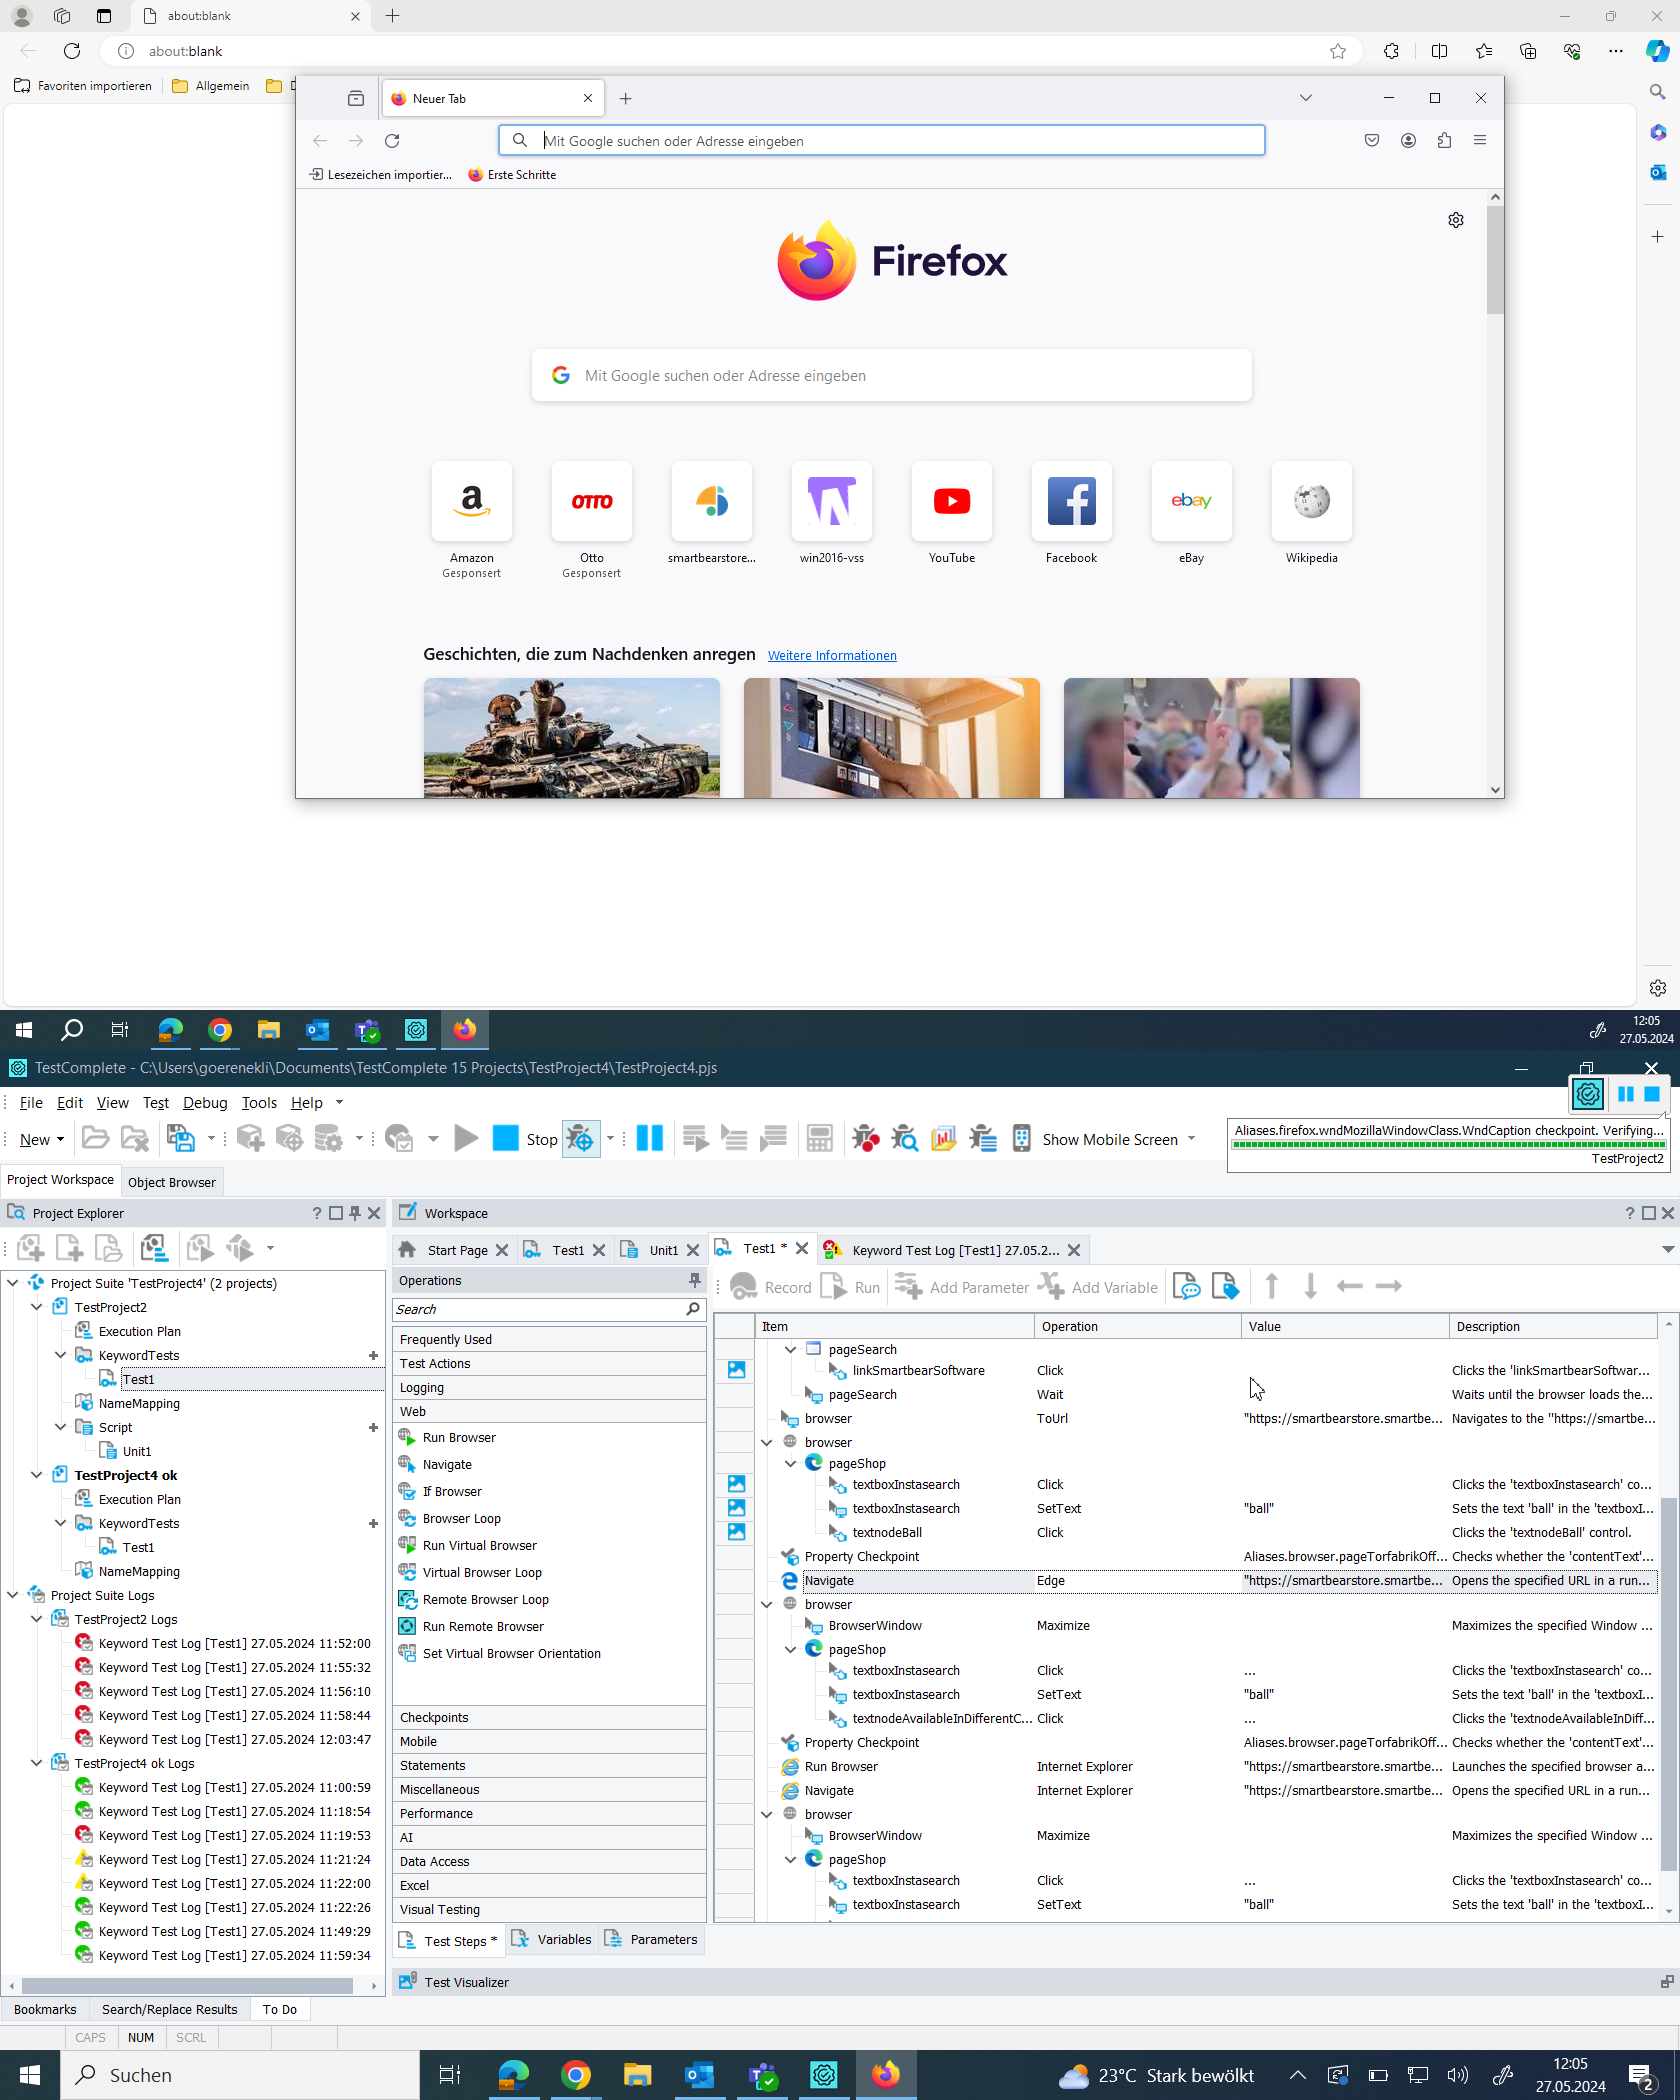 about:blank
about:blank
Favoriten importieren
Allgemein
D
Neuer Tab
Mit Google suchen oder Adresse eingeben
Lesezeichen importier...
Erste Schritte
Firefox
Mit Google suchen oder Adresse eingeben
a
OTTO
ebay
Amazon
Otto
smartbearstore...
win2016-vss
YouTube
Facebook
eBay
Wikipedia
Gesponsert
Gesponsert
Geschichten, die zum Nachdenken anregen Weitere Informationen
12:05
27.05.2024
TestComplete - C:\Users\goerenekli\Documents\TestComplete 15 Projects\TestProject4\TestProject4.pjs
File Edit View Test Debug Tools Help
New
Stop
Show Mobile Screen
Aliases.firefox.wndMozillaWindowClass.WndCaption checkpoint. Verifying...
TestProject2
Project Workspace
Object Browser
Project Explorer
?
Workspace
?
Start Page
Test1
Unit1
Test1 *
Keyword Test Log [Test1] 27.05.2...
Project Suite 'TestProject4' (2 projects)
TestProject2
Execution Plan
KeywordTests
Test1
NameMapping
Script
Unit1
TestProject4 ok
Execution Plan
KeywordTests
Test1
NameMapping
Project Suite Logs
TestProject2 Logs
Keyword Test Log [Test1] 27.05.2024 11:52:00
Keyword Test Log [Test1] 27.05.2024 11:55:32
Keyword Test Log [Test1] 27.05.2024 11:56:10
Keyword Test Log [Test1] 27.05.2024 11:58:44
Keyword Test Log [Test1] 27.05.2024 12:03:47
TestProject4 ok Logs
Keyword Test Log [Test1] 27.05.2024 11:00:59
Keyword Test Log [Test1] 27.05.2024 11:18:54
Keyword Test Log [Test1] 27.05.2024 11:19:53
Keyword Test Log [Test1] 27.05.2024 11:21:24
Keyword Test Log [Test1] 27.05.2024 11:22:00
Keyword Test Log [Test1] 27.05.2024 11:22:26
Keyword Test Log [Test1] 27.05.2024 11:49:29
Keyword Test Log [Test1] 27.05.2024 11:59:34
Operations
Search
Frequently Used
Test Actions
Logging
Web
Run Browser
Navigate
If Browser
Browser Loop
Run Virtual Browser
Virtual Browser Loop
Remote Browser Loop
Run Remote Browser
Set Virtual Browser Orientation
Checkpoints
Mobile
Statements
Miscellaneous
Performance
AI
Data Access
Excel
Visual Testing
Record
Run
Add Parameter
Add Variable
Item Operation Value Description
pageSearch
linkSmartbearSoftware Click Clicks the 'linkSmartbearSoftwar...
pageSearch Wait Waits until the browser loads the...
browser ToUrl "https://smartbearstore.smartbe... Navigates to the "https://smartbe...
browser
pageShop
textboxInstasearch Click Clicks the 'textboxInstasearch' co...
textboxInstasearch SetText "ball" Sets the text 'ball' in the 'textboxI...
textnodeBall Click Clicks the 'textnodeBall' control.
Property Checkpoint Aliases.browser.pageTorfabrikOff... Checks whether the 'contentText'...
Navigate Edge "https://smartbearstore.smartbe... Opens the specified URL in a run...
browser
BrowserWindow Maximize Maximizes the specified Window ...
pageShop
textboxInstasearch Click ... Clicks the 'textboxInstasearch' co...
textboxInstasearch SetText "ball" Sets the text 'ball' in the 'textboxI...
textnodeAvailableInDifferentC... Click ... Clicks the 'textnodeAvailableInDiff...
Property Checkpoint Aliases.browser.pageTorfabrikOff... Checks whether the 'contentText'...
Run Browser Internet Explorer "https://smartbearstore.smartbe... Launches the specified browser a...
Navigate Internet Explorer "https://smartbearstore.smartbe... Opens the specified URL in a run...
browser
BrowserWindow Maximize Maximizes the specified Window ...
pageShop
textboxInstasearch Click ... Clicks the 'textboxInstasearch' co...
textboxInstasearch SetText "ball" Sets the text 'ball' in the 'textboxI...
Test Steps *
Variables
Parameters
Test Visualizer
Bookmarks
Search/Replace Results
To Do
CAPS NUM SCRL
Suchen
23°C Stark bewölkt
12:05
27.05.2024
2